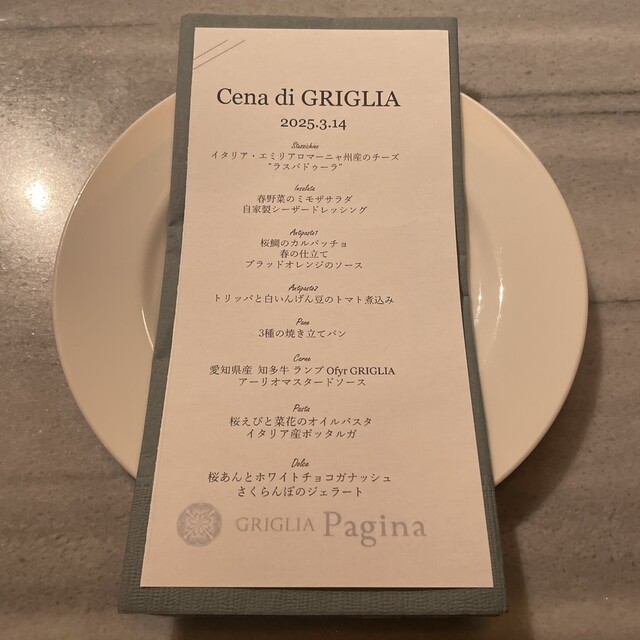 Cena di GRIGLIA
2025.3.14
Stuzzichino
イタリア・エミリアロマーニャ州産のチーズ
"ラスパドゥーラ"
Insalata
春野菜のミモザサラダ
自家製シーザードレッシング
Antipasto1
桜鯛のカルパッチョ
春の仕立て
ブラッドオレンジのソース
Antipasto2
トリッパと白いんげん豆のトマト煮込み
Pane
3種の焼き立てパン
Carne
愛知県産 知多牛 ランプ Ofyr GRIGLIA
アーリオマスタードソース
Pasta
桜えびと菜花のオイルパスタ
イタリア産ボッタルガ
Dolce
桜あんとホワイトチョコガナッシュ
さくらんぼのジェラート
GRIGLIA Pagina